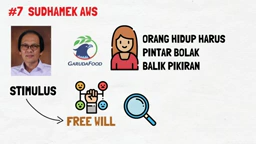 #7 SUDHAMEK AWS
GARUDAFOOD
ORANG HIDUP HARUS
PINTAR BOLAK
BALIK PIKIRAN
STIMULUS
FREE WILL